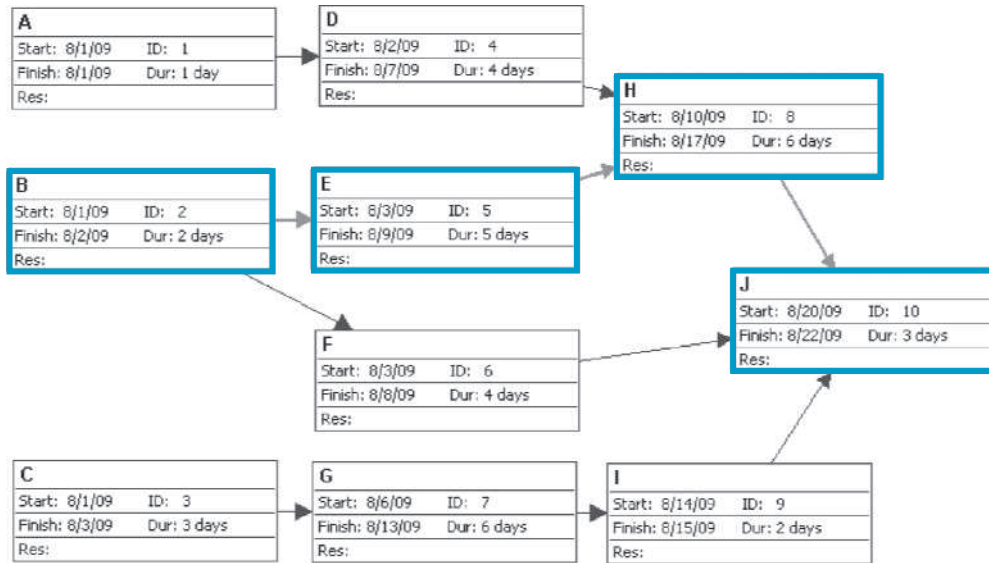 A
Start: 8/1/09 ID: 1
Finish: 8/1/09 Dur: 1 day
Res:
D
Start: 8/2/09 ID: 4
Finish: 8/7/09 Dur: 4 days
Res:
H
Start: 8/10/09 ID: 8
Finish: 8/17/09 Dur: 6 days
Res:
B
Start: 8/1/09 ID: 2
Finish: 8/2/09 Dur: 2 days
Res:
E
Start: 8/3/09 ID: 5
Finish: 8/9/09 Dur: 5 days
Res:
J
Start: 8/20/09 ID: 10
Finish: 8/22/09 Dur: 3 days
Res:
F
Start: 8/3/09 ID: 6
Finish: 8/8/09 Dur: 4 days
Res:
C
Start: 8/1/09 ID: 3
Finish: 8/3/09 Dur: 3 days
Res:
G
Start: 8/6/09 ID: 7
Finish: 8/13/09 Dur: 6 days
Res:
I
Start: 8/14/09 ID: 9
Finish: 8/15/09 Dur: 2 days
Res: